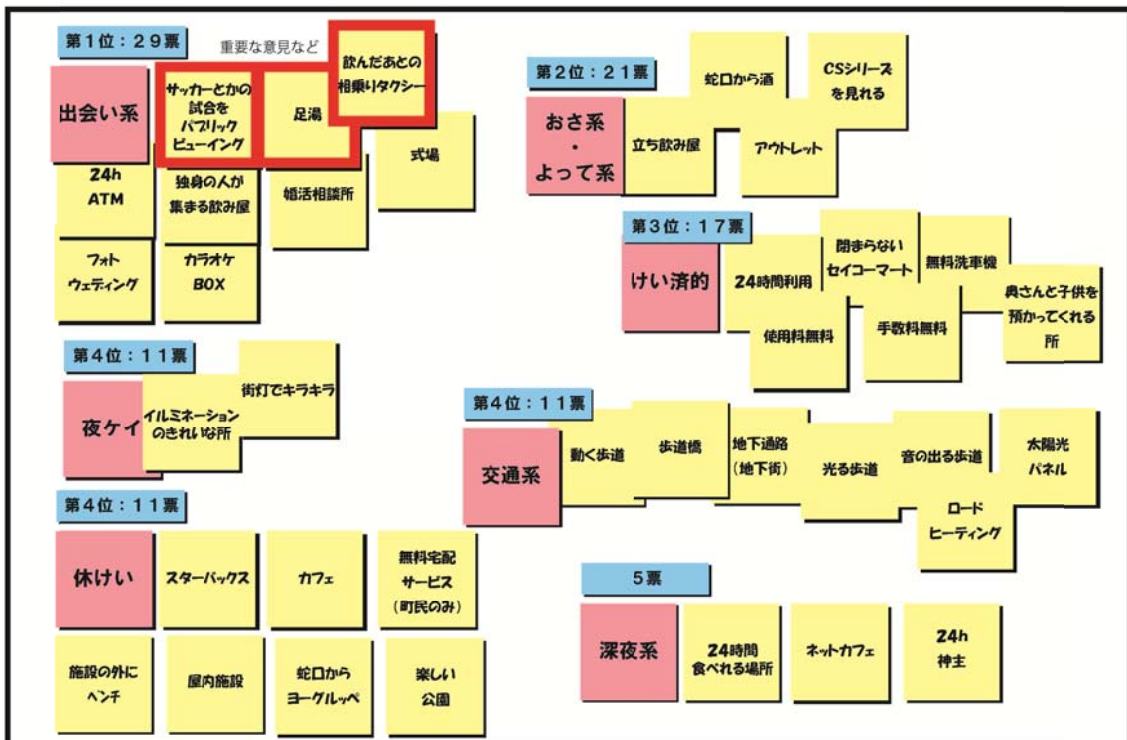 第1位：29票
重要な意見など
出会い系
サッカーとかの
試合を
パブリック
ビューイング
足湯
飲んだあとの
相乗りタクシー
式場
24h
ATM
独身の人が
集まる飲み屋
婚活相談所
フォト
ウェディング
カラオケ
BOX
第2位：21票
おさ系
・
よって系
立ち飲み屋
蛇口から酒
アウトレット
CSシリーズ
を見れる
第3位：17票
けい済的
24時間利用
使用料無料
閉まらない
セイコーマート
手数料無料
無料洗車機
奥さんと子供を
預かってくれる
所
第4位：11票
夜ケイ
イルミネーション
のきれいな所
街灯でキラキラ
第4位：11票
交通系
動く歩道
歩道橋
地下通路
(地下街)
光る歩道
音の出る歩道
ロード
ヒーティング
太陽光
パネル
第4位：11票
休けい
スターバックス
カフェ
無料宅配
サービス
(町民のみ)
施設の外に
ベンチ
屋内施設
蛇口から
ヨーグルッペ
楽しい
公園
5票
深夜系
24時間
食べれる場所
ネットカフェ
24h
神主